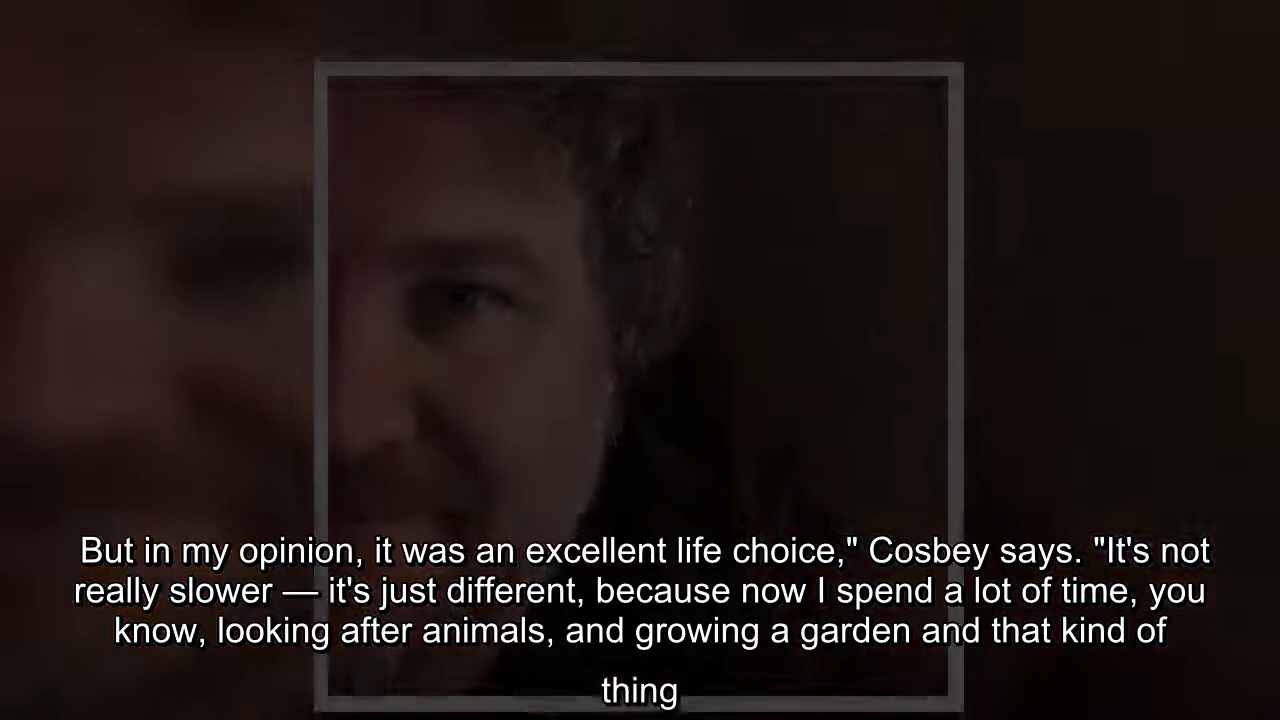 But in my opinion, it was an excellent life choice," Cosbey says. "It's not
really slower — it's just different, because now I spend a lot of time, you
know, looking after animals, and growing a garden and that kind of
thing